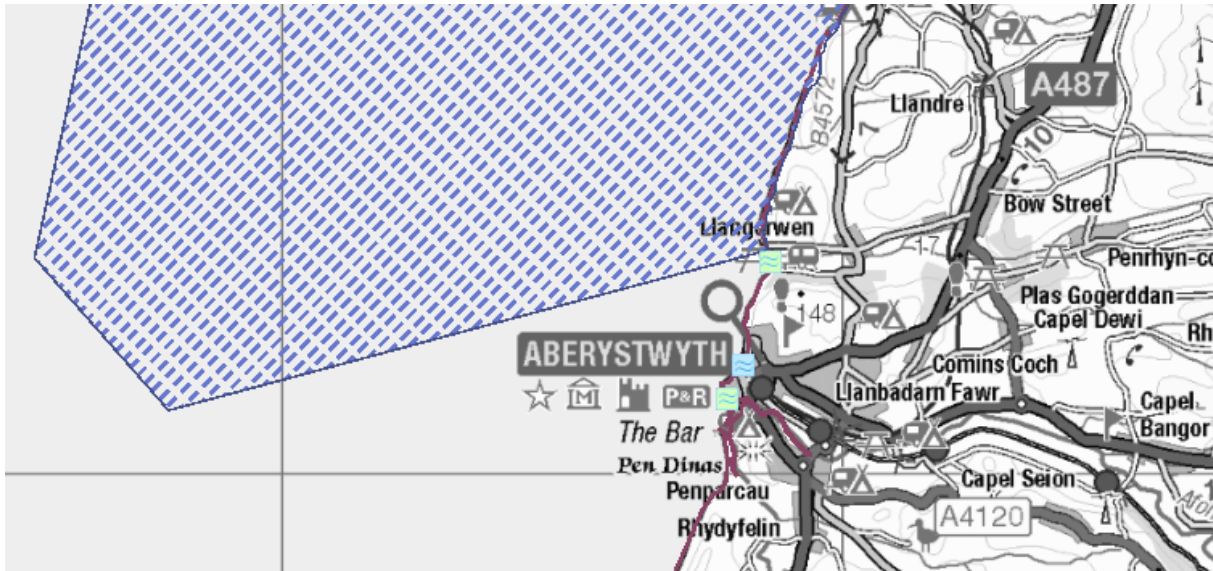 B4572
7
Llandre
A487
10
Bow Street
Llangorwen
17
Penrhyn-co
Plas Gogerddan
148
Capel Dewi
Rh
ABERYSTWYTH
Comins Coch
M
P&R
Llanbadarn Fawr
Capel
Bangor
The Bar
Pen Dinas
Capel Seion
Penparcau
A4120
Rhydyfelin